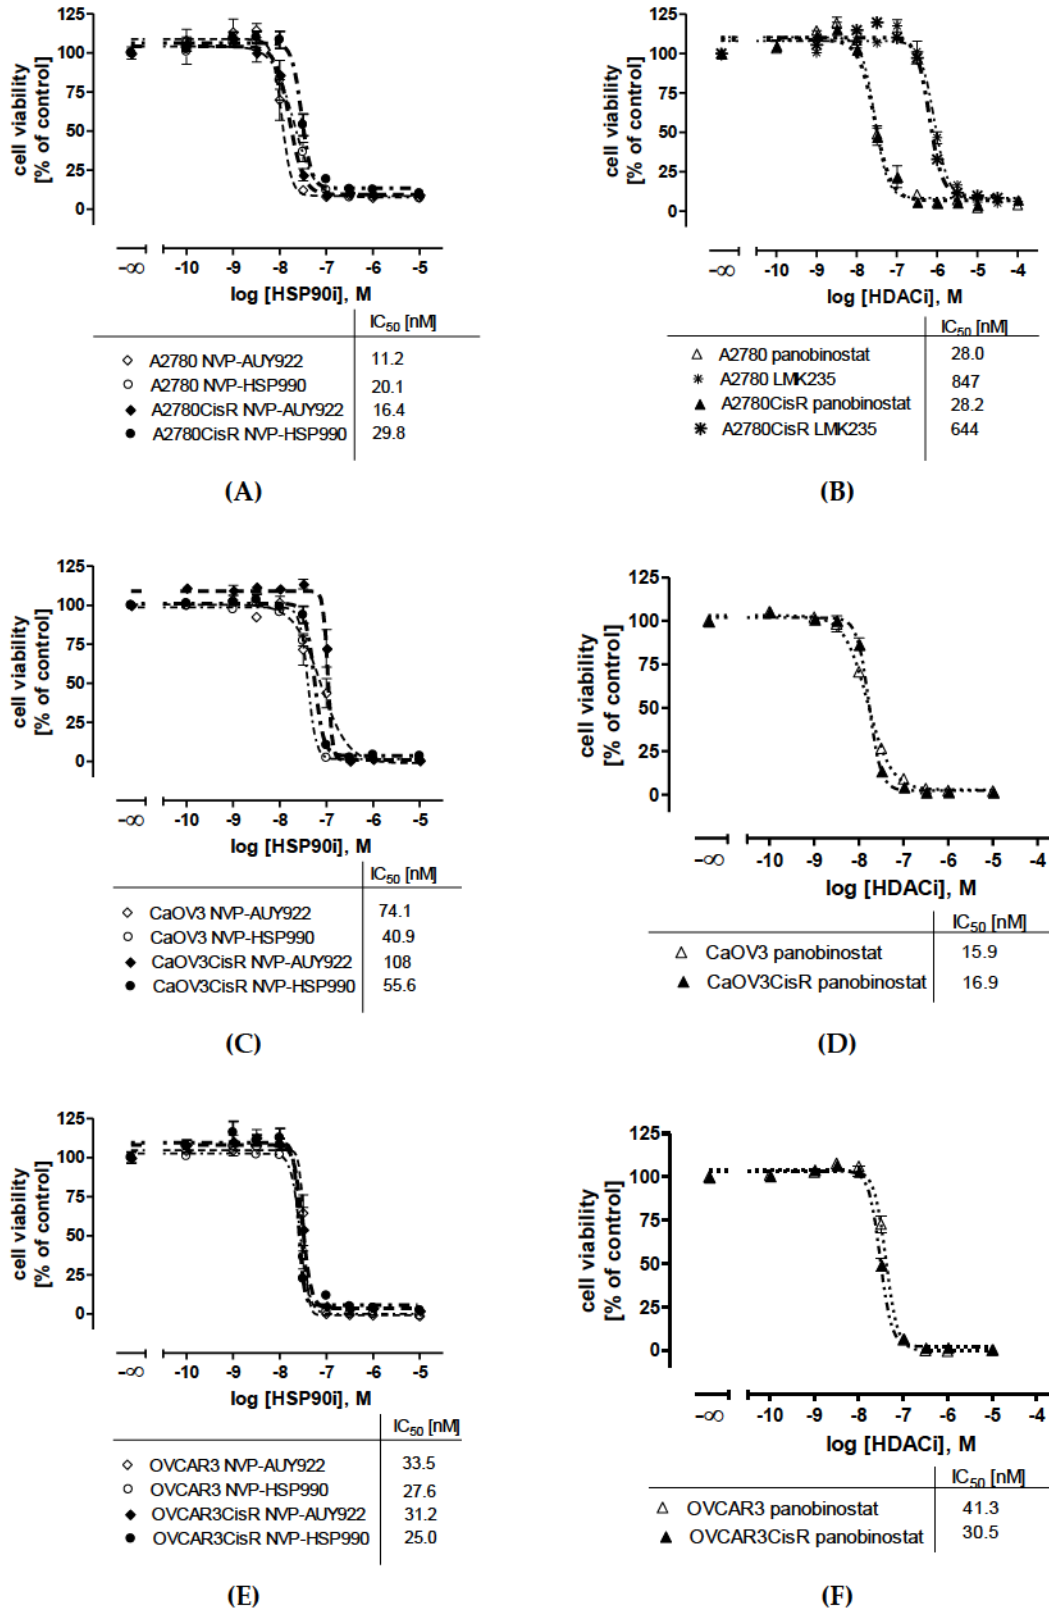 125
100
75
50
25
0
cell viability
[% of control]
-∞ -10 -9 -8 -7 -6 -5
log [HSP90i], M
IC50 [nM]
A2780 NVP-AUY922 11.2
A2780 NVP-HSP990 20.1
A2780CisR NVP-AUY922 16.4
A2780CisR NVP-HSP990 29.8
(A)
125
100
75
50
25
0
cell viability
[% of control]
-∞ -10 -9 -8 -7 -6 -5 -4
log [HDACi], M
IC50 [nM]
A2780 panobinostat 28.0
A2780 LMK235 847
A2780CisR panobinostat 28.2
A2780CisR LMK235 644
(B)
125
100
75
50
25
0
cell viability
[% of control]
-∞ -10 -9 -8 -7 -6 -5
log [HSP90i], M
IC50 [nM]
CaOV3 NVP-AUY922 74.1
CaOV3 NVP-HSP990 40.9
CaOV3CisR NVP-AUY922 108
CaOV3CisR NVP-HSP990 55.6
(C)
125
100
75
50
25
0
cell viability
[% of control]
-∞ -10 -9 -8 -7 -6 -5 -4
log [HDACi], M
IC50 [nM]
CaOV3 panobinostat 15.9
CaOV3CisR panobinostat 16.9
(D)
125
100
75
50
25
0
cell viability
[% of control]
-∞ -10 -9 -8 -7 -6 -5
log [HSP90i], M
IC50 [nM]
OVCAR3 NVP-AUY922 33.5
OVCAR3 NVP-HSP990 27.6
OVCAR3CisR NVP-AUY922 31.2
OVCAR3CisR NVP-HSP990 25.0
(E)
125
100
75
50
25
0
cell viability
[% of control]
-∞ -10 -9 -8 -7 -6 -5 -4
log [HDACi], M
IC50 [nM]
OVCAR3 panobinostat 41.3
OVCAR3CisR panobinostat 30.5
(F)